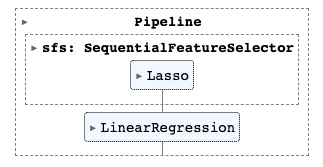 Pipeline
sfs: SequentialFeatureSelector
Lasso
LinearRegression